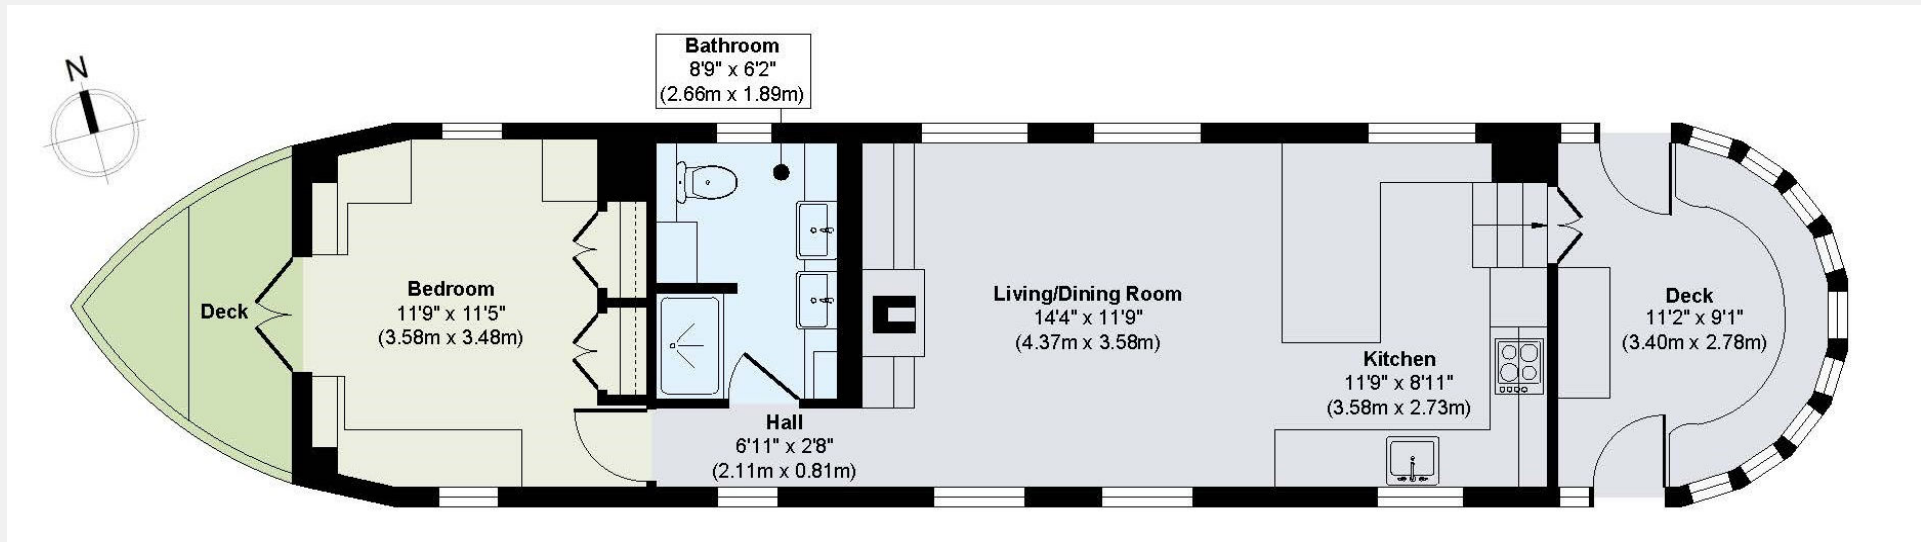 N
Bathroom
8'9" x 6'2"
(2.66m x 1.89m)
Deck
Bedroom
11'9" x 11'5"
(3.58m x 3.48m)
Living/Dining Room
14'4" x 11'9"
(4.37m x 3.58m)
Kitchen
11'9" x 8'11"
(3.58m x 2.73m)
Deck
11'2" x 9'1"
(3.40m x 2.78m)
Hall
6'11" x 2'8"
(2.11m x 0.81m)